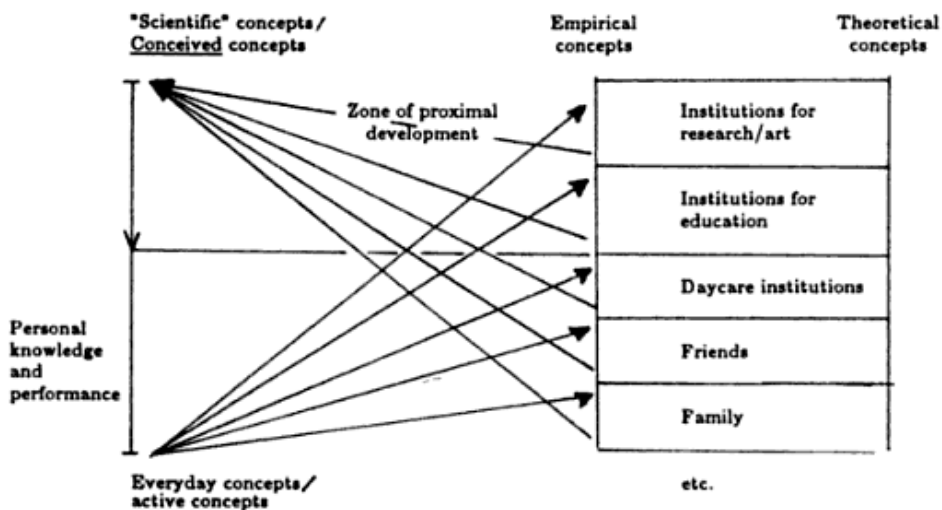 "Scientific" concepts/
Conceived concepts
Empirical
concepts
Theoretical
concepts
Zone of proximal
development
Institutions for
research/art
Institutions for
education
Daycare institutions
Personal
knowledge
and
performance
Friends
Family
Everyday concepts/
active concepts
etc.